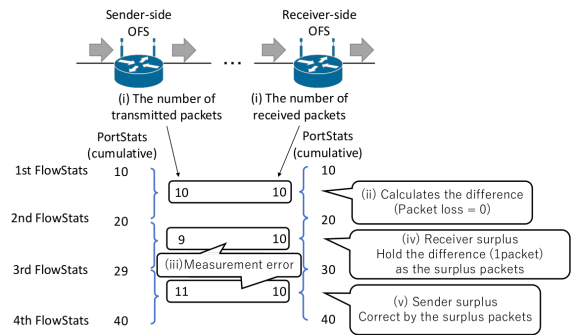 Sender-side
OFS
Receiver-side
OFS
...
(i) The number of
transmitted packets
(i) The number of
received packets
PortStats
(cumulative)
PortStats
(cumulative)
1st FlowStats 10 10
10 10
(ii) Calculates the difference
(Packet loss = 0)
2nd FlowStats 20 20
9 10
(iv) Receiver surplus
Hold the difference (1packet)
as the surplus packets
(iii)Measurement error
3rd FlowStats 29 30
11 10
(v) Sender surplus
Correct by the surplus packets
4th FlowStats 40 40